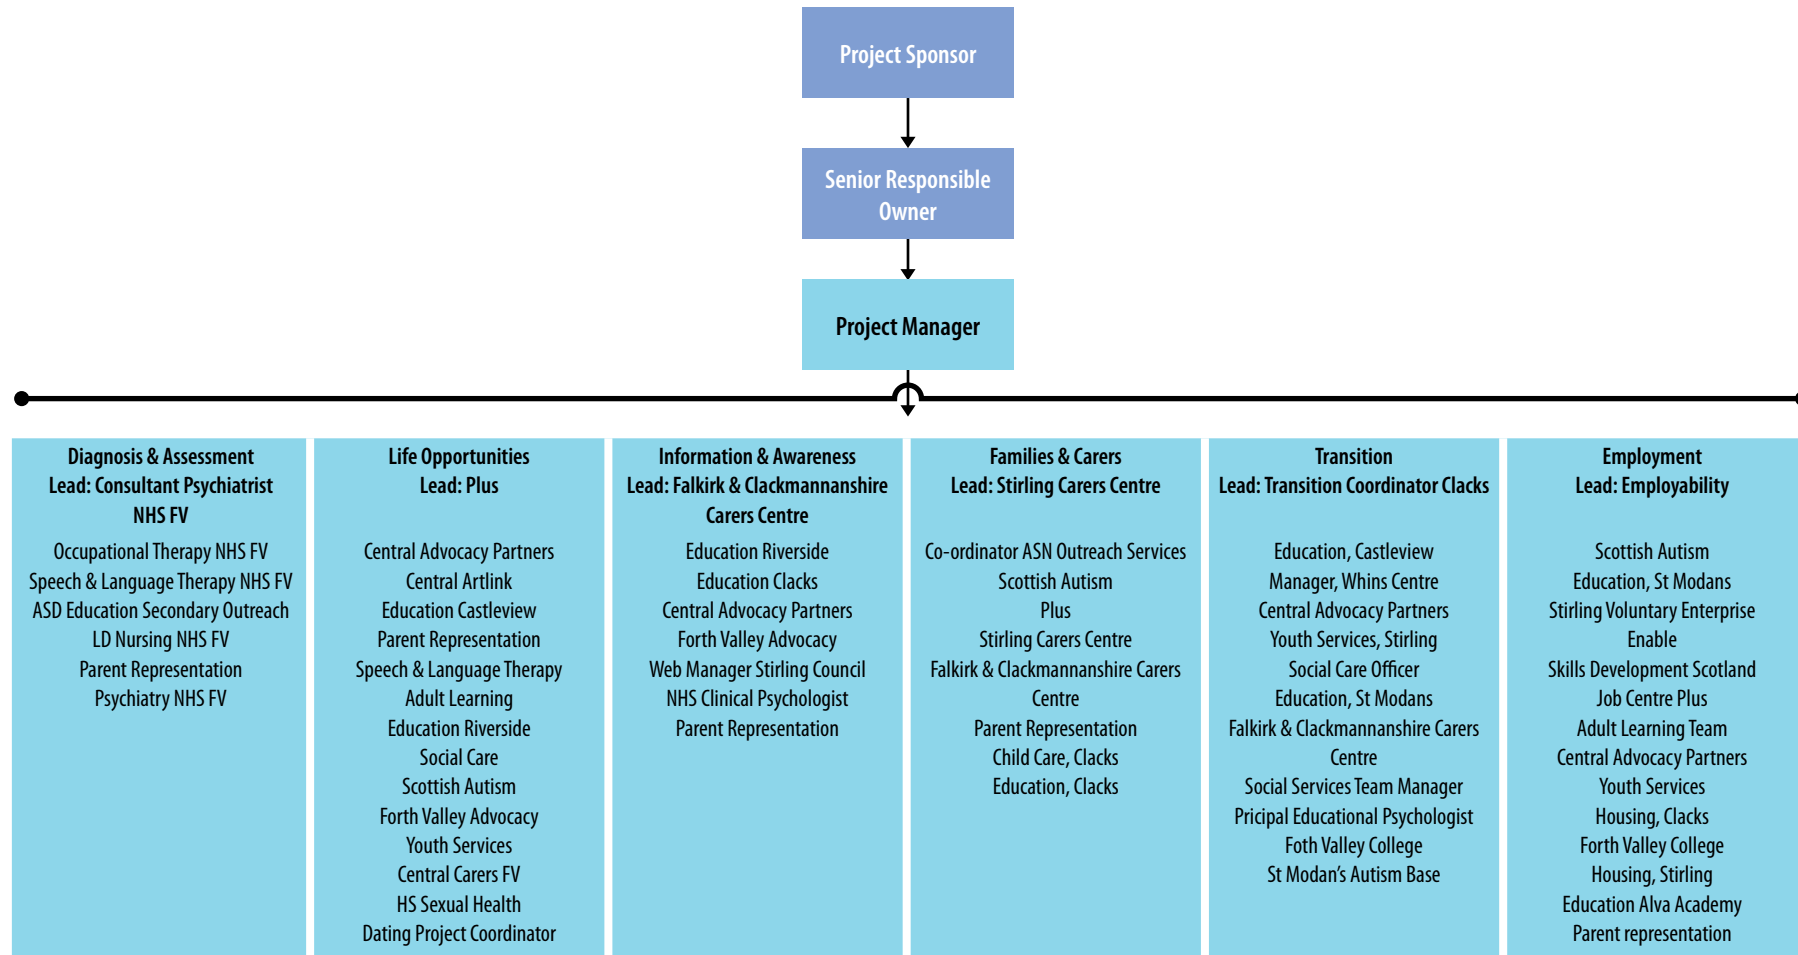 Project Sponsor
Senior Responsible
Owner
Project Manager
Diagnosis & Assessment
Lead: Consultant Psychiatrist
NHS FV
Occupational Therapy NHS FV
Speech & Language Therapy NHS FV
ASD Education Secondary Outreach
LD Nursing NHS FV
Parent Representation
Psychiatry NHS FV
Life Opportunities
Lead: Plus
Central Advocacy Partners
Central Artlink
Education Castleview
Parent Representation
Speech & Language Therapy
Adult Learning
Education Riverside
Social Care
Scottish Autism
Forth Valley Advocacy
Youth Services
Central Carers FV
HS Sexual Health
Dating Project Coordinator
Information & Awareness
Lead: Falkirk & Clackmannanshire
Carers Centre
Education Riverside
Education Clacks
Central Advocacy Partners
Forth Valley Advocacy
Web Manager Stirling Council
NHS Clinical Psychologist
Parent Representation
Families & Carers
Lead: Stirling Carers Centre
Co-ordinator ASN Outreach Services
Scottish Autism
Plus
Stirling Carers Centre
Falkirk & Clackmannanshire Carers
Centre
Parent Representation
Child Care, Clacks
Education, Clacks
Transition
Lead: Transition Coordinator Clacks
Education, Castleview
Manager, Whins Centre
Central Advocacy Partners
Youth Services, Stirling
Social Care Officer
Education, St Modans
Falkirk & Clackmannanshire Carers
Centre
Social Services Team Manager
Pricipal Educational Psychologist
Foth Valley College
St Modan's Autism Base
Employment
Lead: Employability
Scottish Autism
Education, St Modans
Stirling Voluntary Enterprise
Enable
Skills Development Scotland
Job Centre Plus
Adult Learning Team
Central Advocacy Partners
Youth Services
Housing, Clacks
Forth Valley College
Housing, Stirling
Education Alva Academy
Parent representation